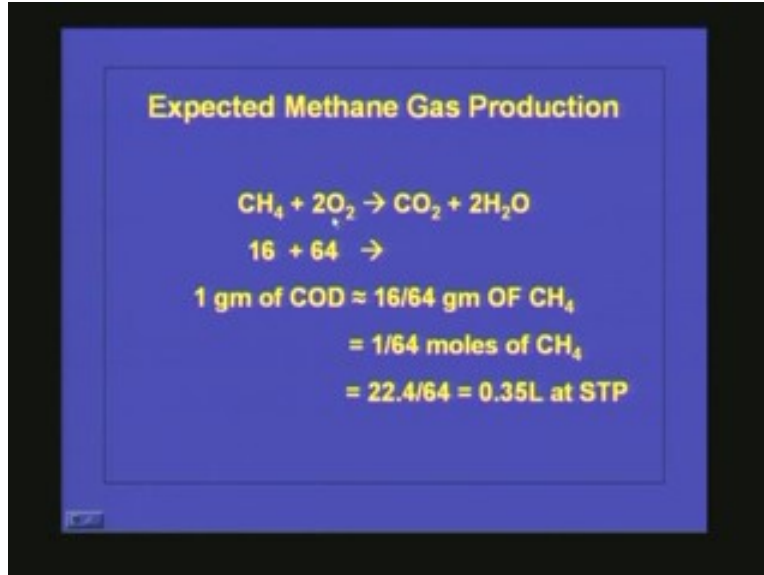 Expected Methane Gas Production
CH₄ + 2O₂ → CO₂ + 2H₂O
16 + 64 →
1 gm of COD ≈ 16/64 gm OF CH₄
= 1/64 moles of CH₄
= 22.4/64 = 0.35L at STP